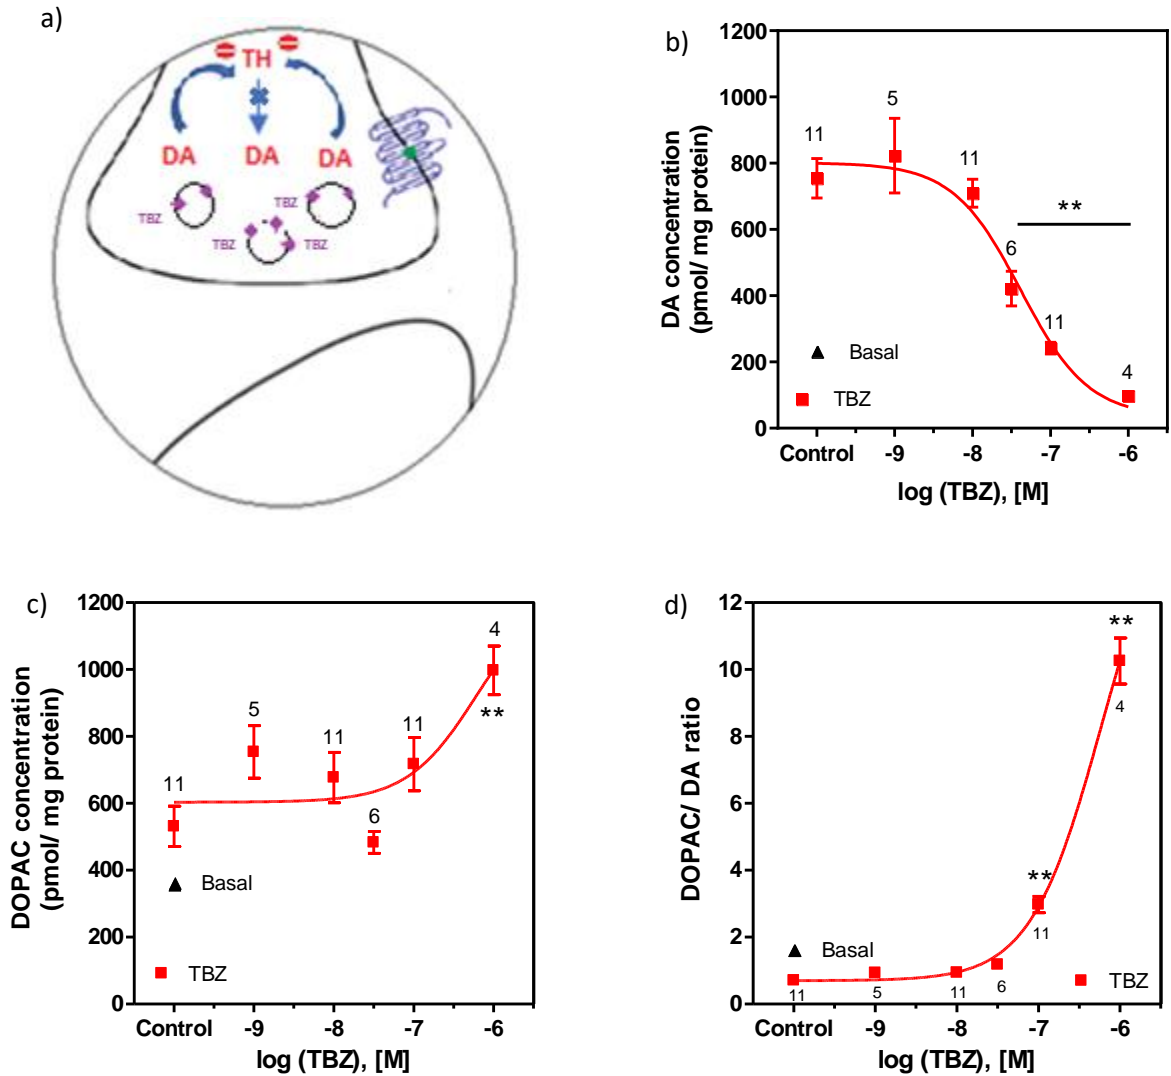 a)
TH
DA DA DA
TBZ
TBZ
TBZ
TBZ
b)
1200
1000
800
600
400
200
0
DA concentration
(pmol/ mg protein)
11
5
11
6
11
4
**
Basal
TBZ
Control -9 -8 -7 -6
log (TBZ), [M]
c)
1200
1000
800
600
400
200
0
DOPAC concentration
(pmol/ mg protein)
11
5
11
6
11
4
**
Basal
TBZ
Control -9 -8 -7 -6
log (TBZ), [M]
d)
12
10
8
6
4
2
0
DOPAC/ DA ratio
**
4
**
11
Basal
TBZ
11 5 11 6
Control -9 -8 -7 -6
log (TBZ), [M]